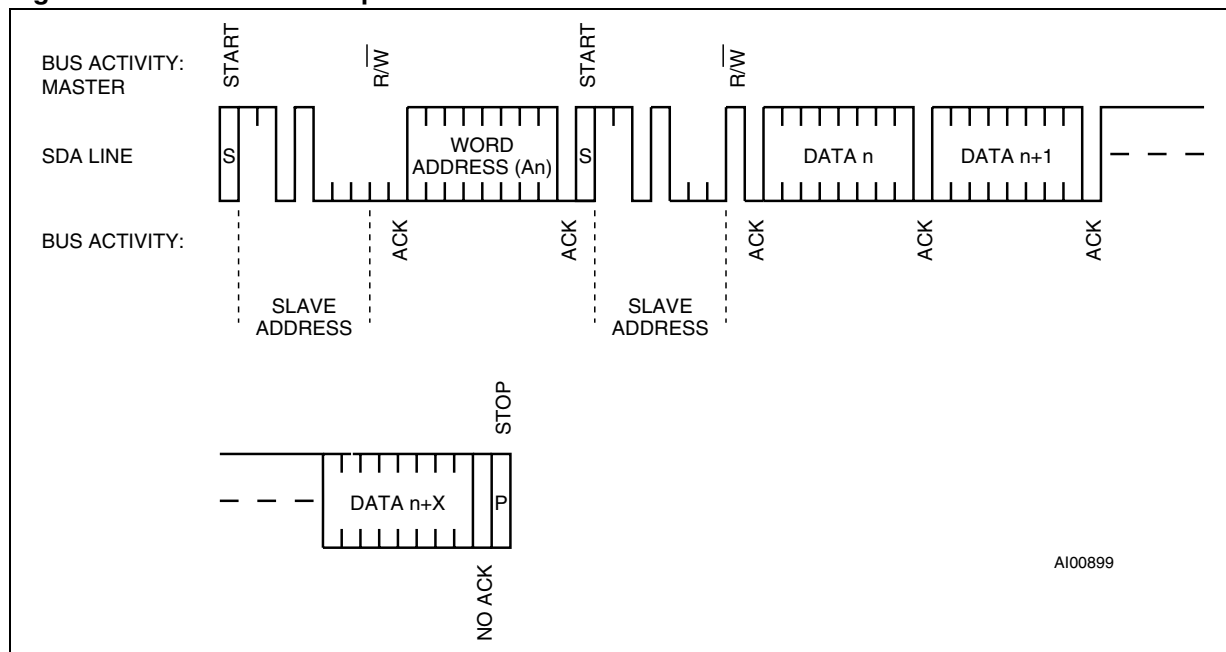 BUS ACTIVITY:
MASTER
START
R/W
START
R/W
SDA LINE
S
WORD
ADDRESS (An)
S
DATA n
DATA n+1
BUS ACTIVITY:
ACK
ACK
ACK
ACK
ACK
SLAVE
ADDRESS
SLAVE
ADDRESS
STOP
DATA n+X
P
NO ACK
AI00899